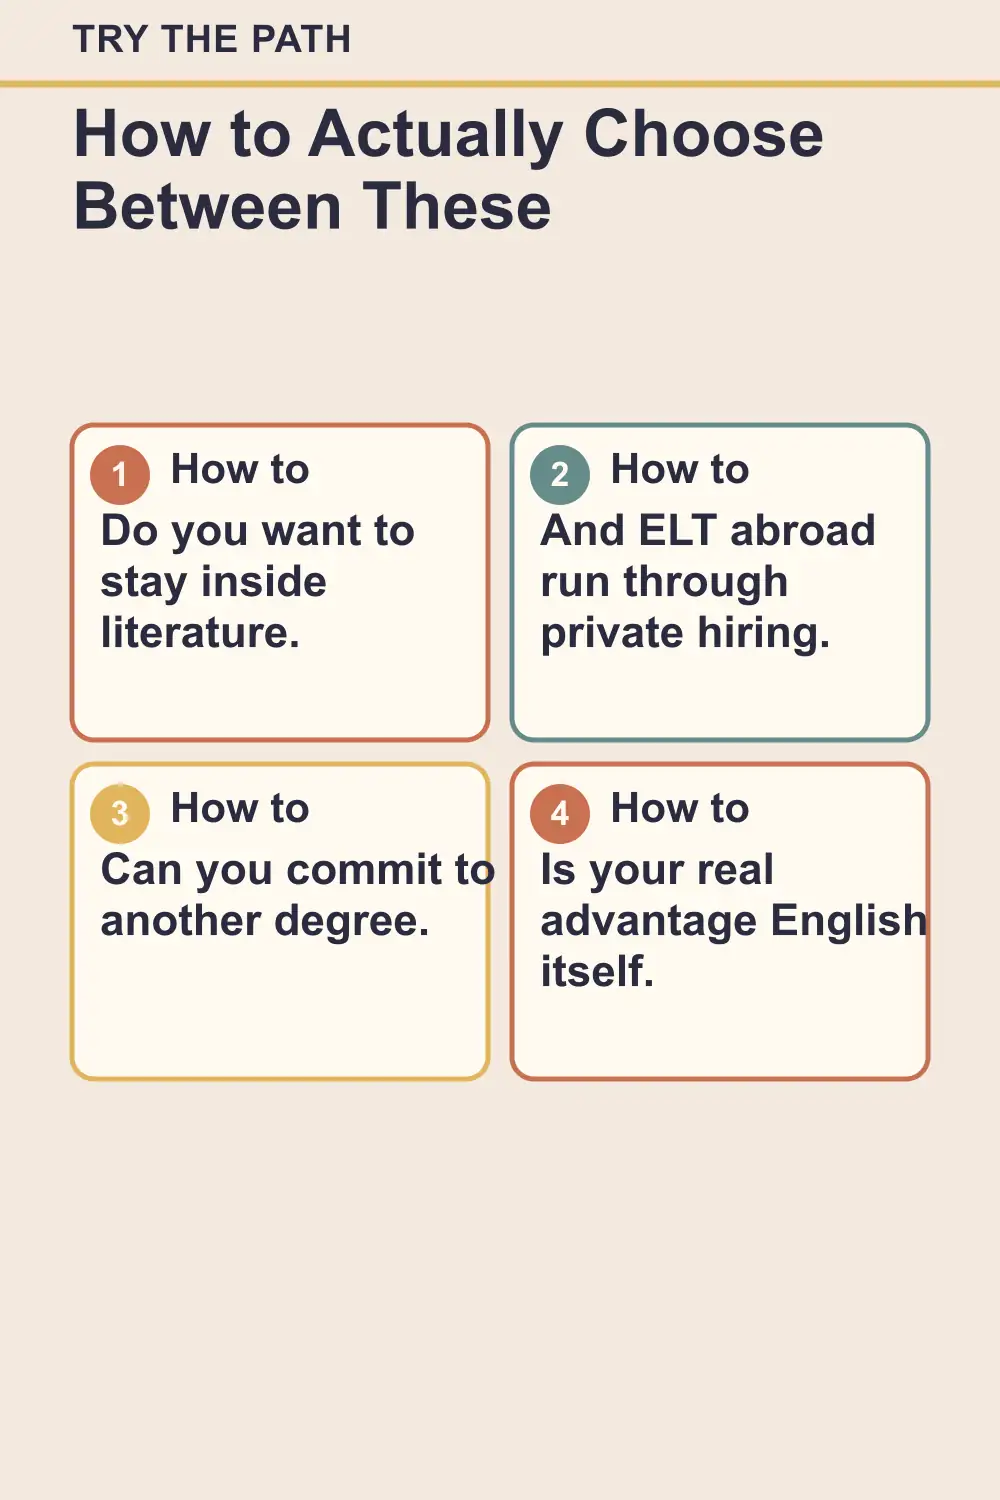 TRY THE PATH
How to Actually Choose
Between These
1 How to
Do you want to
stay inside
literature.
2 How to
And ELT abroad
run through
private hiring.
3 How to
Can you commit to
another degree.
4 How to
Is your real
advantage English
itself.